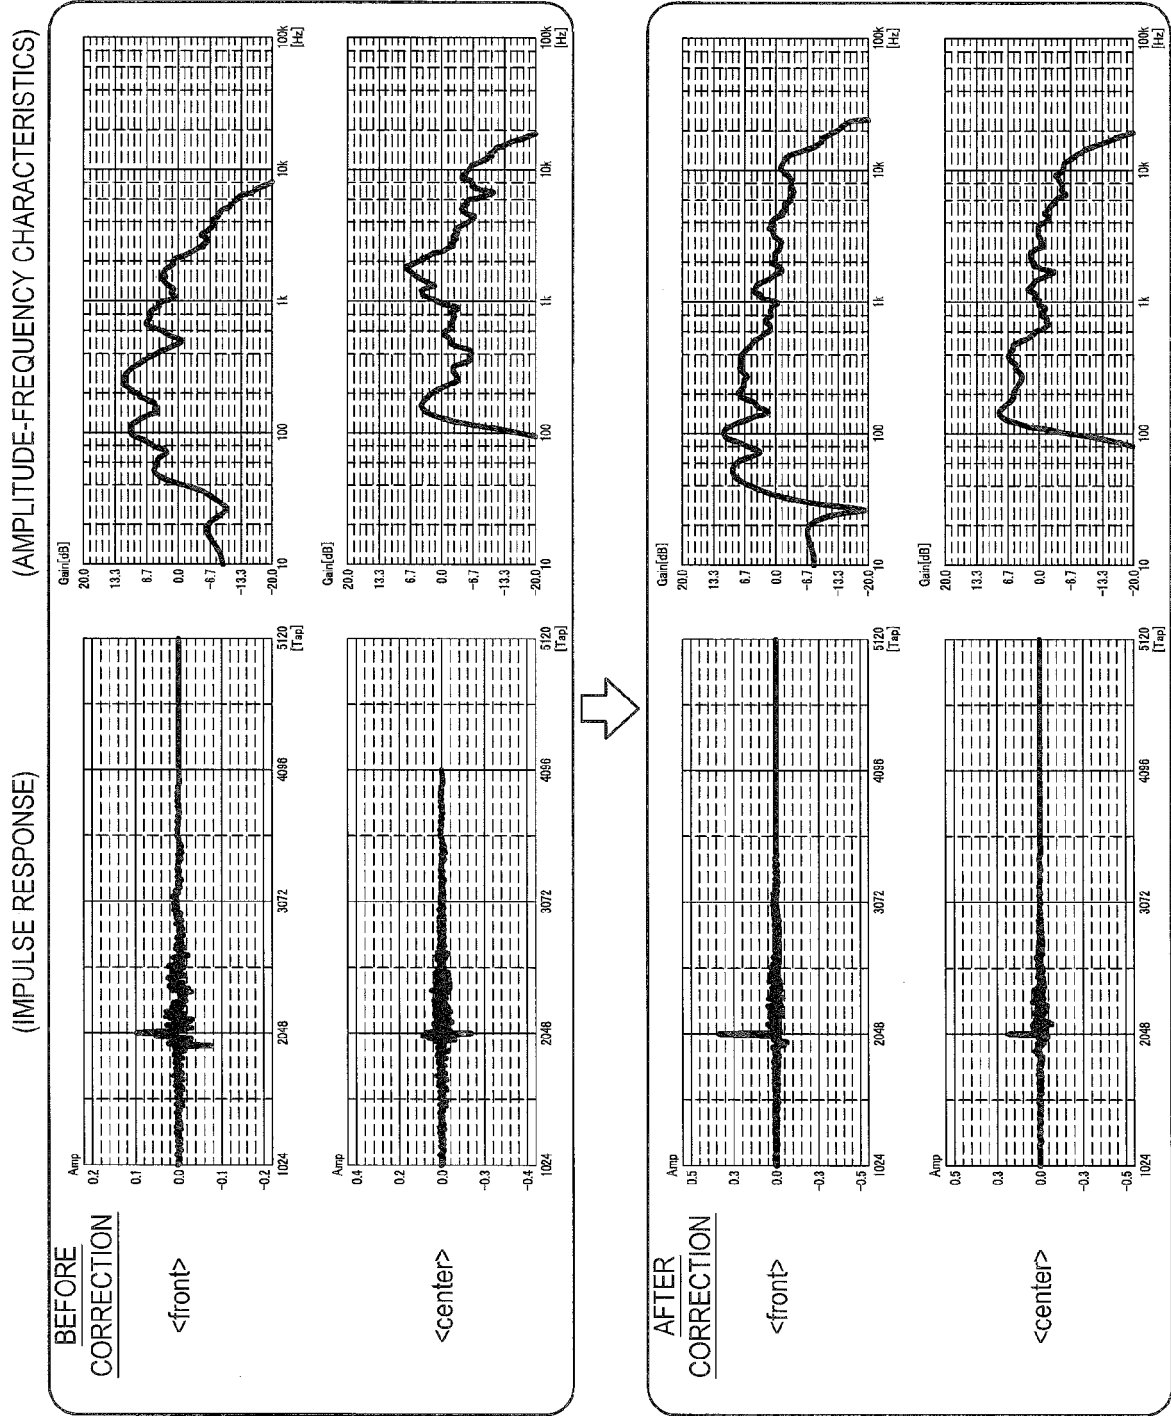 (IMPULSE RESPONSE)
(AMPLITUDE-FREQUENCY CHARACTERISTICS)
BEFORE
CORRECTION
<front>
Amp
0.2
0.1
0.0
-0.1
-0.2
1024 2048 3072 4096 5120
[Tap]
Gain[dB]
20.0
13.3
6.7
0.0
-6.7
-13.3
-20.0
10 100 1k 10k 100k
[Hz]
<center>
Amp
0.4
0.2
0.0
-0.3
-0.4
1024 2048 3072 4096 5120
[Tap]
Gain[dB]
20.0
13.3
6.7
0.0
-6.7
-13.3
-20.0
10 100 1k 10k 100k
[Hz]
AFTER
CORRECTION
<front>
Amp
0.5
0.3
0.0
-0.3
-0.5
1024 2048 3072 4096 5120
[Tap]
Gain[dB]
20.0
13.3
6.7
0.0
-6.7
-13.3
-20.0
10 100 1k 10k 100k
[Hz]
<center>
Amp
0.5
0.3
0.0
-0.3
-0.5
1024 2048 3072 4096 5120
[Tap]
Gain[dB]
20.0
13.3
6.7
0.0
-6.7
-13.3
-20.0
10 100 1k 10k 100k
[Hz]